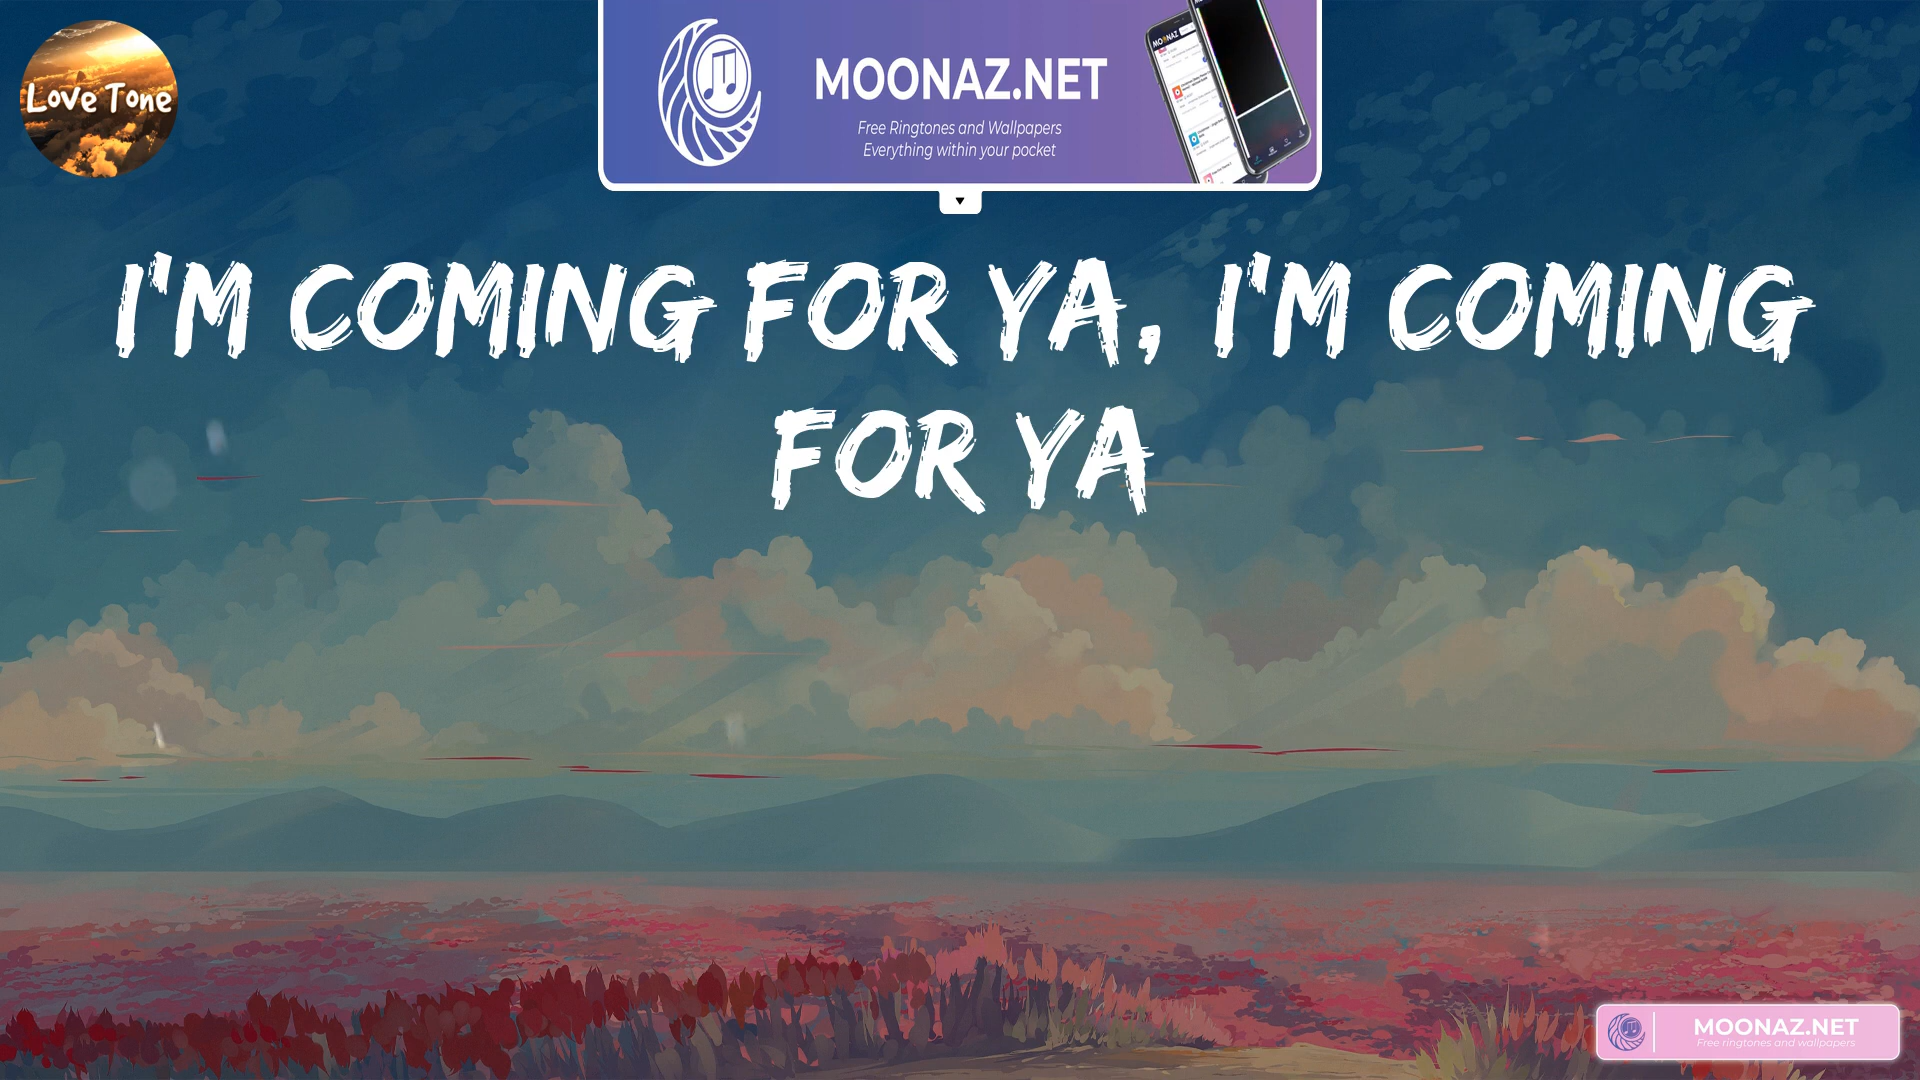 Love Tone
MOONAZ.NET
Free Ringtones and Wallpapers
Everything within your pocket
MOONAZ
I'M COMING FOR YA, I'M COMING
FOR YA
MOONAZ.NET
Free ringtones and wallpapers